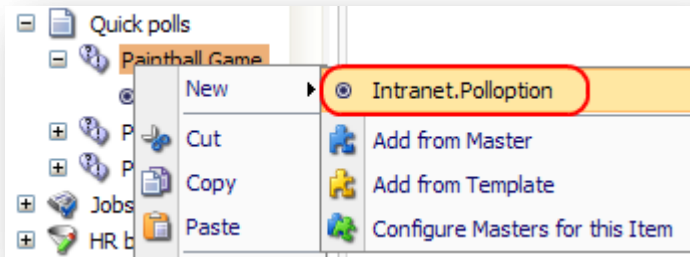 Quick polls
Paintball Game
New
Intranet.Polloption
P
Cut
Add from Master
P
Copy
Add from Template
Jobs
Paste
Configure Masters for this Item
HR b